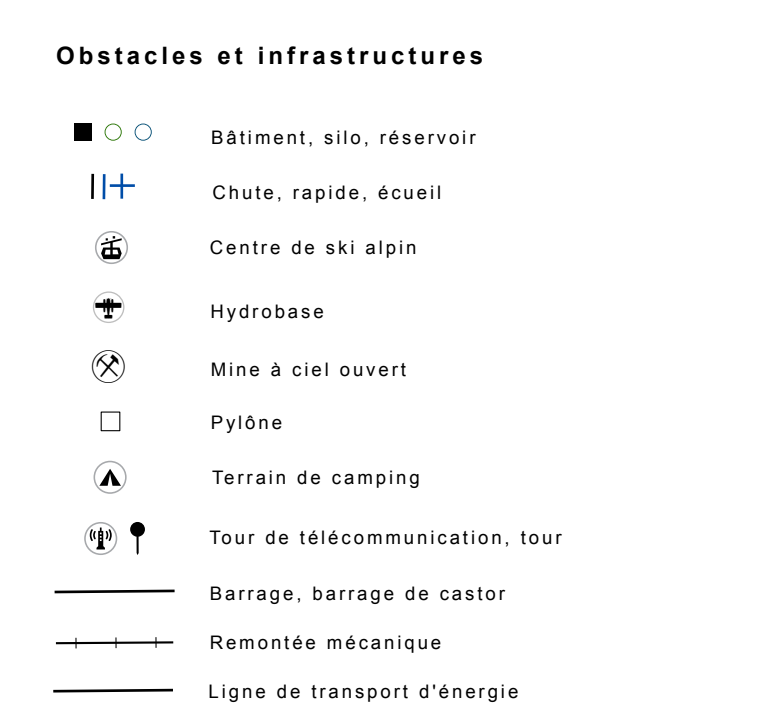 Obstacles et infrastructures
Bâtiment, silo, réservoir
Chute, rapide, écueil
Centre de ski alpin
Hydrobase
Mine à ciel ouvert
Pylône
Terrain de camping
Tour de télécommunication, tour
Barrage, barrage de castor
Remontée mécanique
Ligne de transport d'énergie